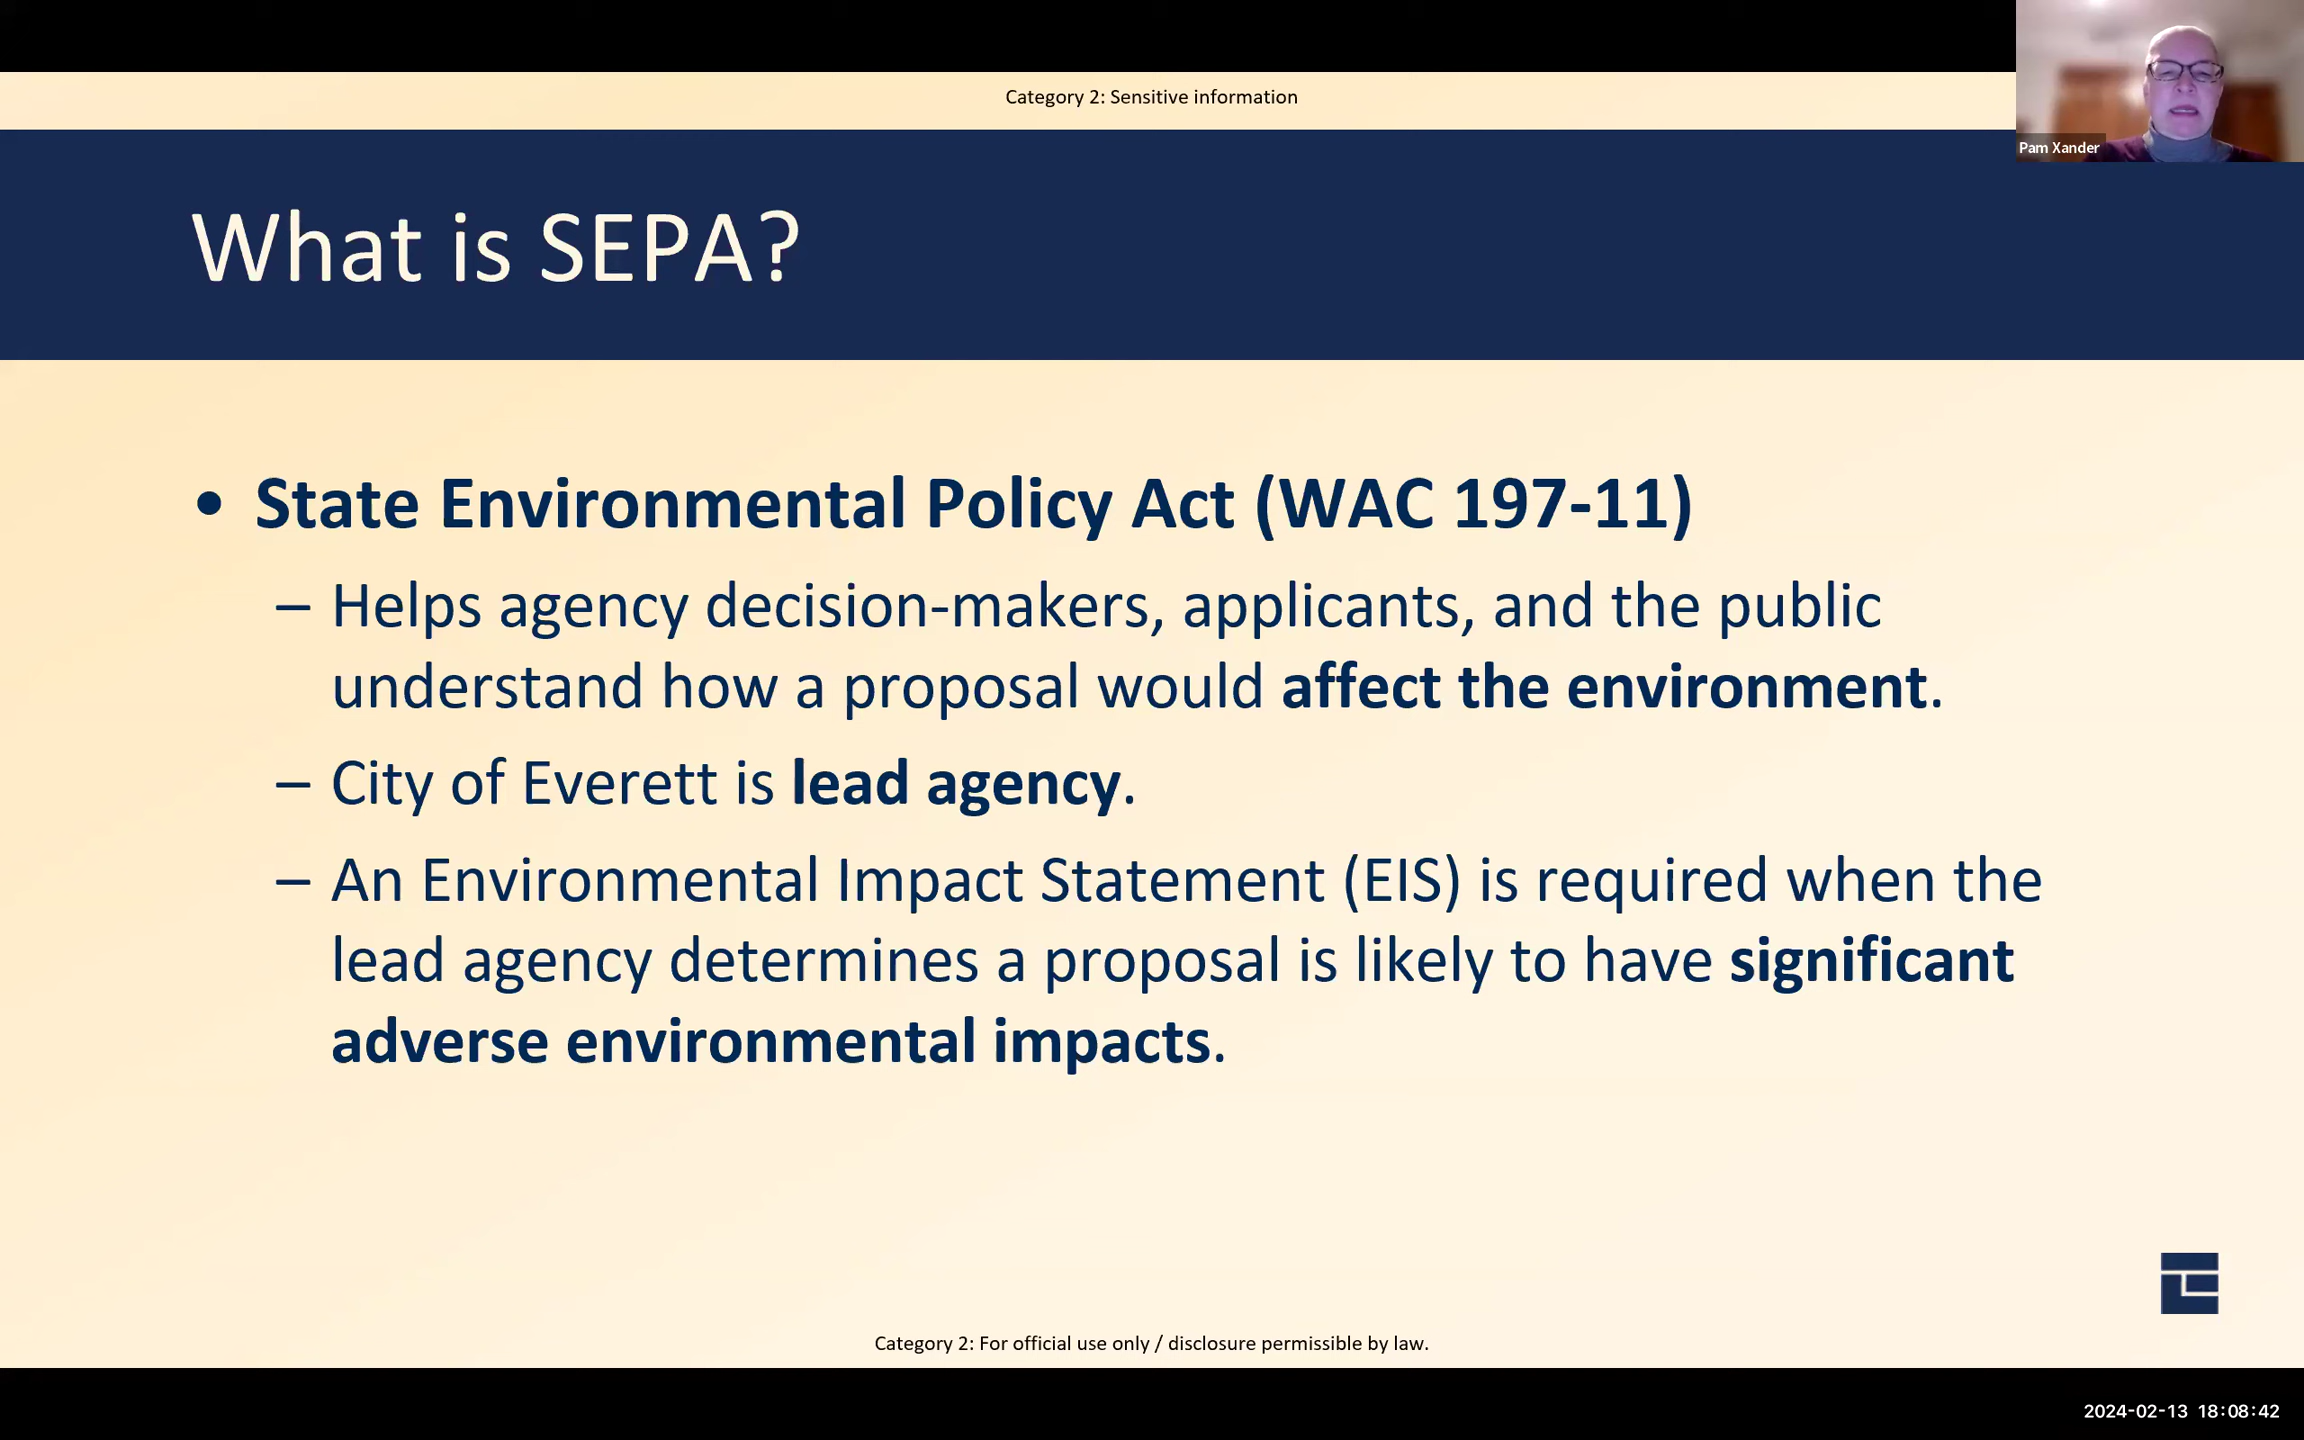 Category 2: Sensitive information
Pam Xander
What is SEPA?
• State Environmental Policy Act (WAC 197-11)
– Helps agency decision-makers, applicants, and the public
understand how a proposal would affect the environment.
– City of Everett is lead agency.
– An Environmental Impact Statement (EIS) is required when the
lead agency determines a proposal is likely to have significant
adverse environmental impacts.
Category 2: For official use only / disclosure permissible by law.
2024-02-13 18:08:42